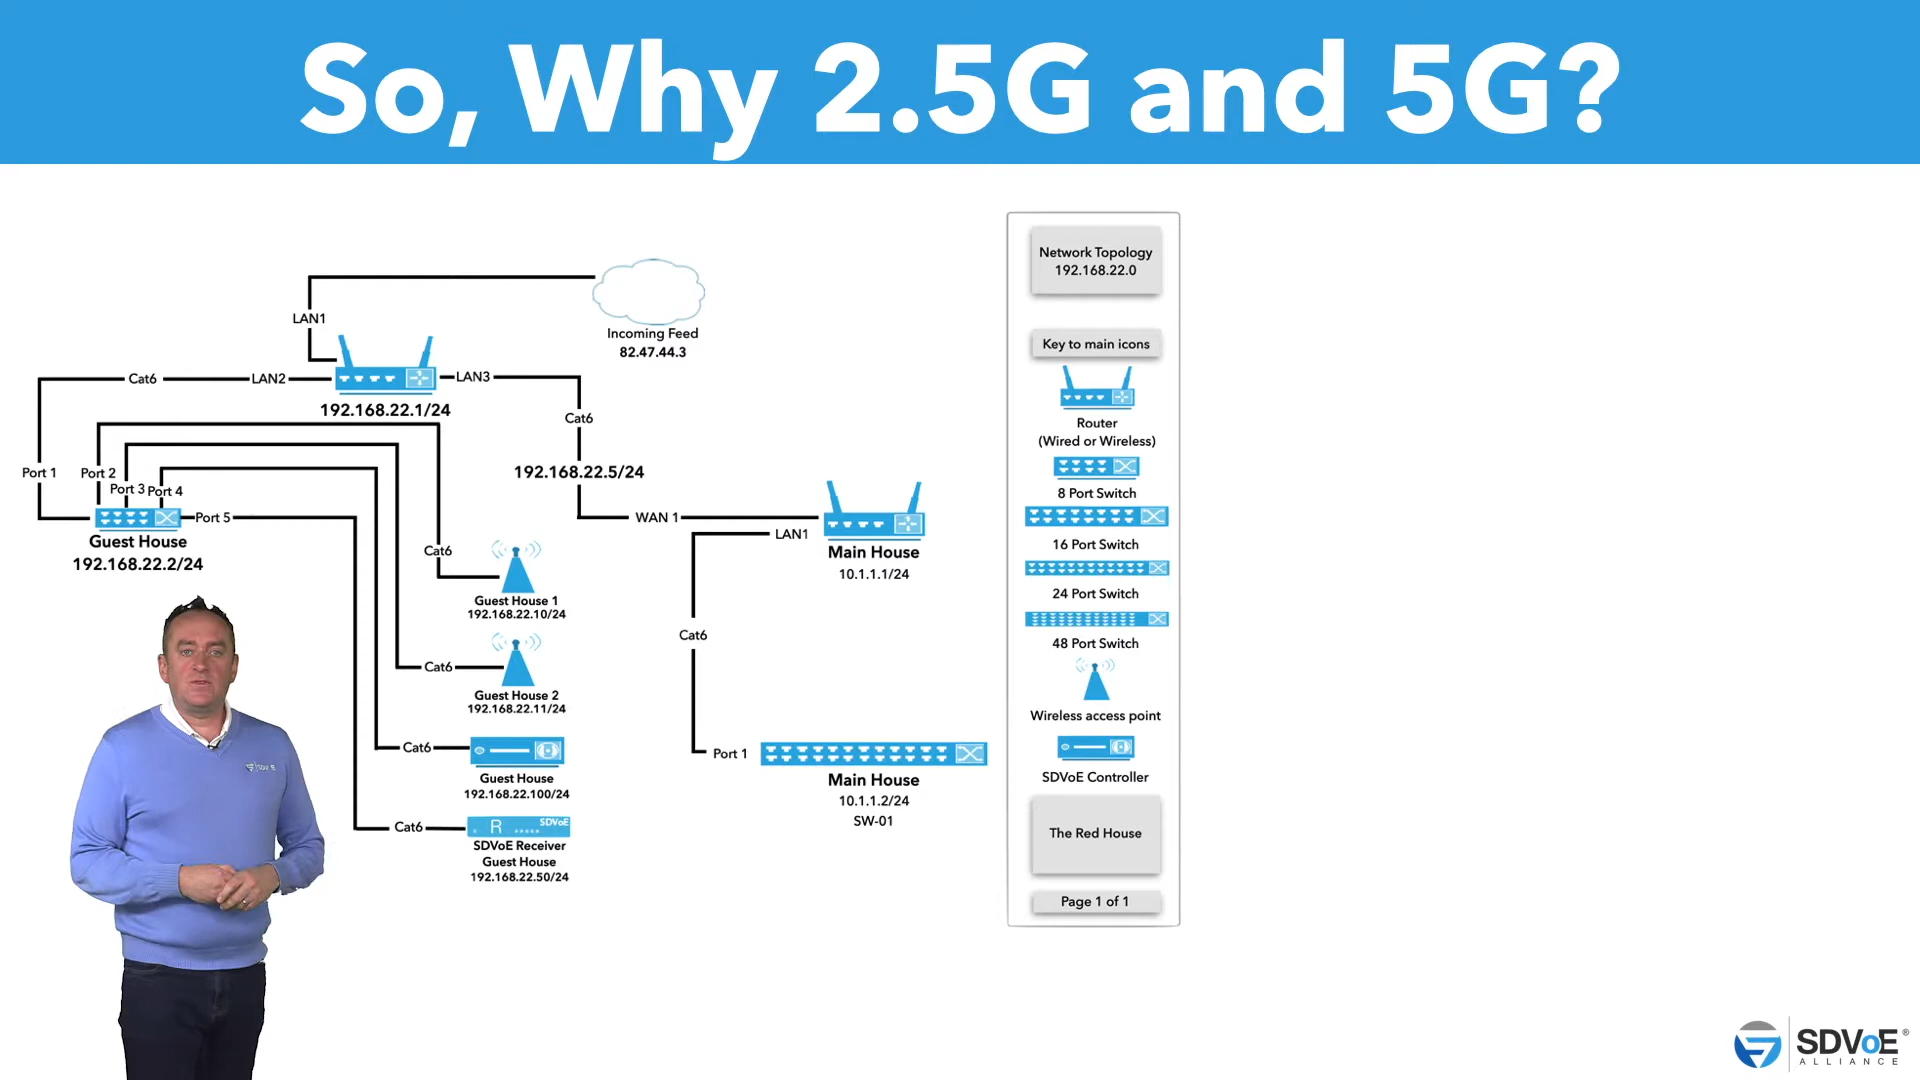 So, Why 2.5G and 5G?
Incoming Feed
82.47.44.3
LAN1
Cat6
LAN2
LAN3
192.168.22.1/24
Cat6
192.168.22.5/24
Port 1
Port 2
Port 3
Port 4
Port 5
Guest House
192.168.22.2/24
WAN 1
LAN1
Main House
10.1.1.1/24
Cat6
Guest House 1
192.168.22.10/24
Cat6
Guest House 2
192.168.22.11/24
Cat6
Guest House
192.168.22.100/24
Cat6
R
SDVoE
SDVoE Receiver
Guest House
192.168.22.50/24
Cat6
Port 1
Main House
10.1.1.2/24
SW-01
Network Topology
192.168.22.0
Key to main icons
Router
(Wired or Wireless)
8 Port Switch
16 Port Switch
24 Port Switch
48 Port Switch
Wireless access point
SDVoE Controller
The Red House
Page 1 of 1
SDVoE
SDVoE®
ALLIANCE